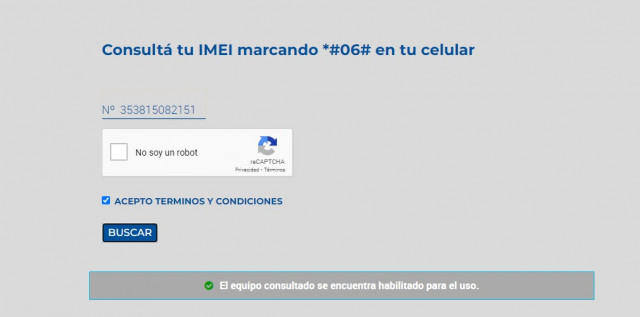 Consultá tu IMEI marcando *#06# en tu celular
Nº 353815082151
No soy un robot
reCAPTCHA
Privacidad - Términos
ACEPTO TERMINOS Y CONDICIONES
BUSCAR
El equipo consultado se encuentra habilitado para el uso.